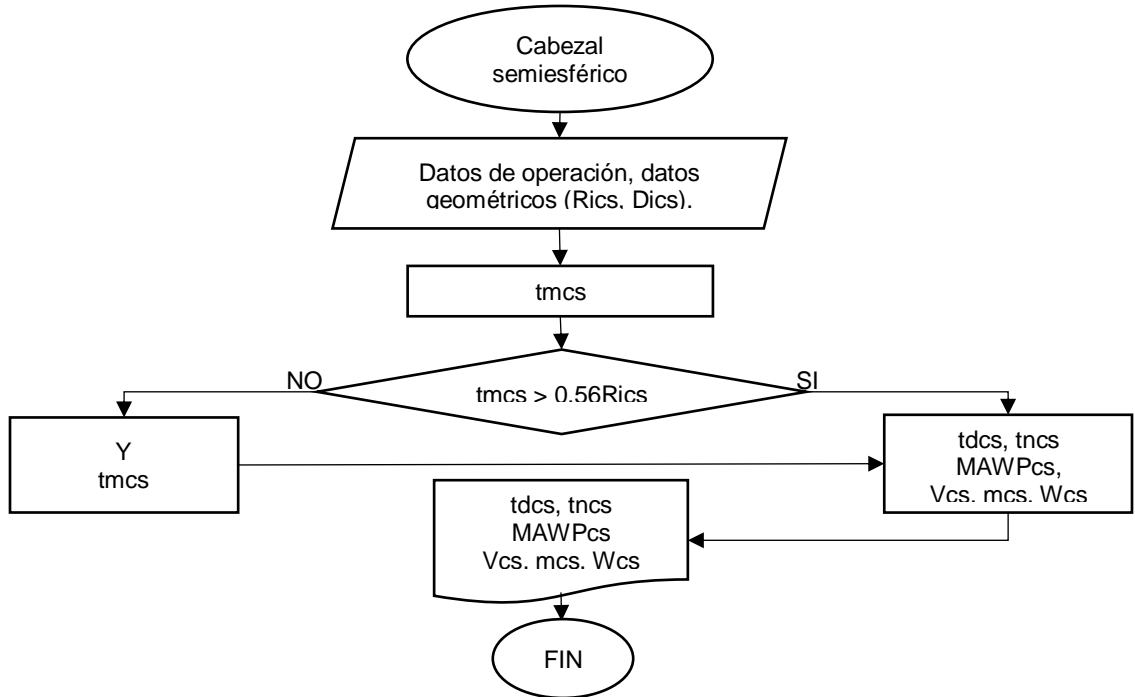 Cabezal
semiesférico
Datos de operación, datos
geométricos (Rics, Dics).
tmcs
NO
tmcs > 0.56Rics
SI
Y
tmcs
tdcs, tncs
MAWPcs,
Vcs, mcs, Wcs
tdcs, tncs
MAWPcs
Vcs, mcs, Wcs
FIN